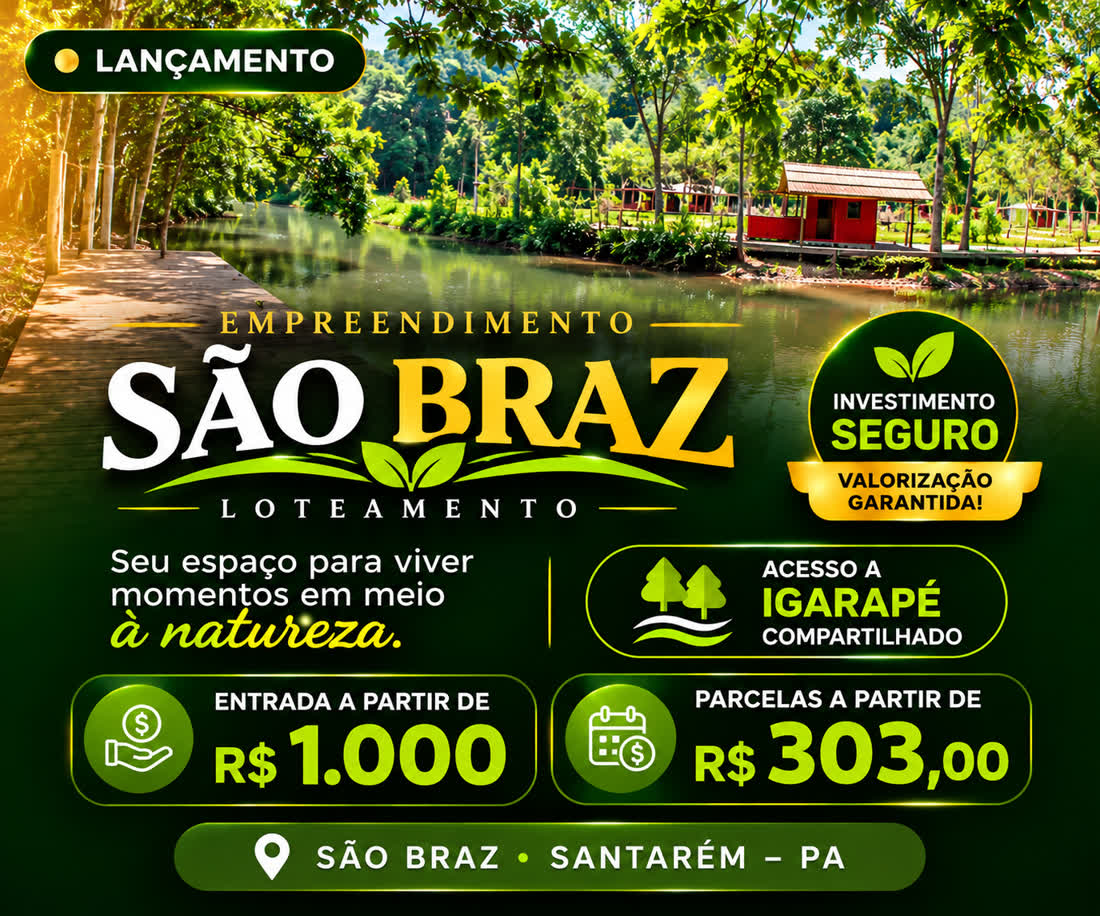 LANÇAMENTO
EMPREENDIMENTO
SÃO BRAZ
LOTEAMENTO
INVESTIMENTO
SEGURO
VALORIZAÇÃO
GARANTIDA!
Seu espaço para viver
momentos em meio
à natureza.
ACESSO A
IGARAPÉ
COMPARTILHADO
ENTRADA A PARTIR DE
R$ 1.000
PARCELAS A PARTIR DE
R$ 303,00
SÃO BRAZ • SANTARÉM – PA